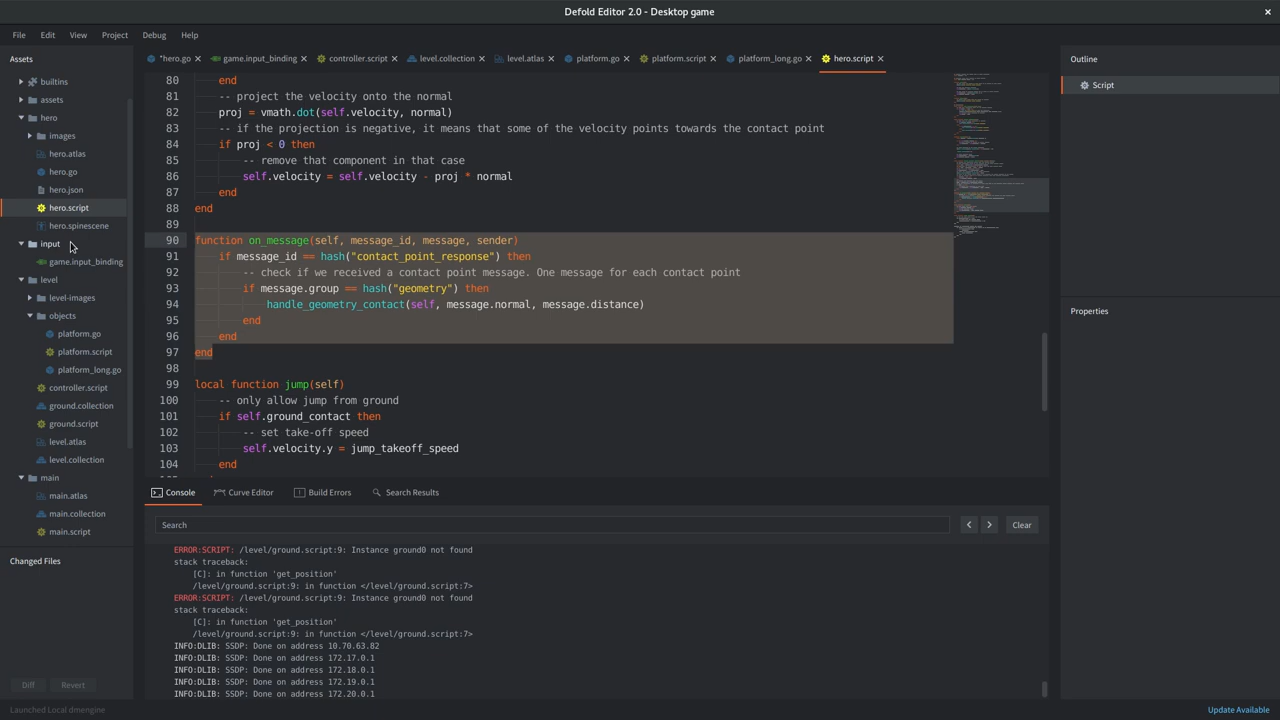 Defold Editor 2.0 - Desktop game
File Edit View Project Debug Help
Assets
builtins
assets
hero
images
hero.atlas
hero.go
hero.json
hero.script
hero.spinescene
input
game.input_binding
level
level-images
objects
platform.go
platform.script
platform_long.go
controller.script
ground.collection
ground.script
level.atlas
level.collection
main
main.atlas
main.collection
main.script
Changed Files
Diff Revert
*hero.go game.input_binding controller.script level.collection level.atlas platform.go platform.script platform_long.go hero.script
80 end
81 -- project the velocity onto the normal
82 proj = vmath.dot(self.velocity, normal)
83 -- if the projection is negative, it means that some of the velocity points towards the contact point
84 if proj < 0 then
85 -- remove that component in that case
86 self.velocity = self.velocity - proj * normal
87 end
88 end
89
90 function on_message(self, message_id, message, sender)
91 if message_id == hash("contact_point_response") then
92 -- check if we received a contact point message. One message for each contact point
93 if message.group == hash("geometry") then
94 handle_geometry_contact(self, message.normal, message.distance)
95 end
96 end
97 end
98
99 local function jump(self)
100 -- only allow jump from ground
101 if self.ground_contact then
102 -- set take-off speed
103 self.velocity.y = jump_takeoff_speed
104 end
Console Curve Editor Build Errors Search Results
Search Clear
ERROR:SCRIPT: /level/ground.script:9: Instance ground0 not found
stack traceback:
[C]: in function 'get_position'
/level/ground.script:9: in function </level/ground.script:7>
ERROR:SCRIPT: /level/ground.script:9: Instance ground0 not found
stack traceback:
[C]: in function 'get_position'
/level/ground.script:9: in function </level/ground.script:7>
INFO:DLIB: SSDP: Done on address 10.70.63.82
INFO:DLIB: SSDP: Done on address 172.17.0.1
INFO:DLIB: SSDP: Done on address 172.18.0.1
INFO:DLIB: SSDP: Done on address 172.19.0.1
INFO:DLIB: SSDP: Done on address 172.20.0.1
Outline
Script
Properties
Launched Local dmengine
Update Available